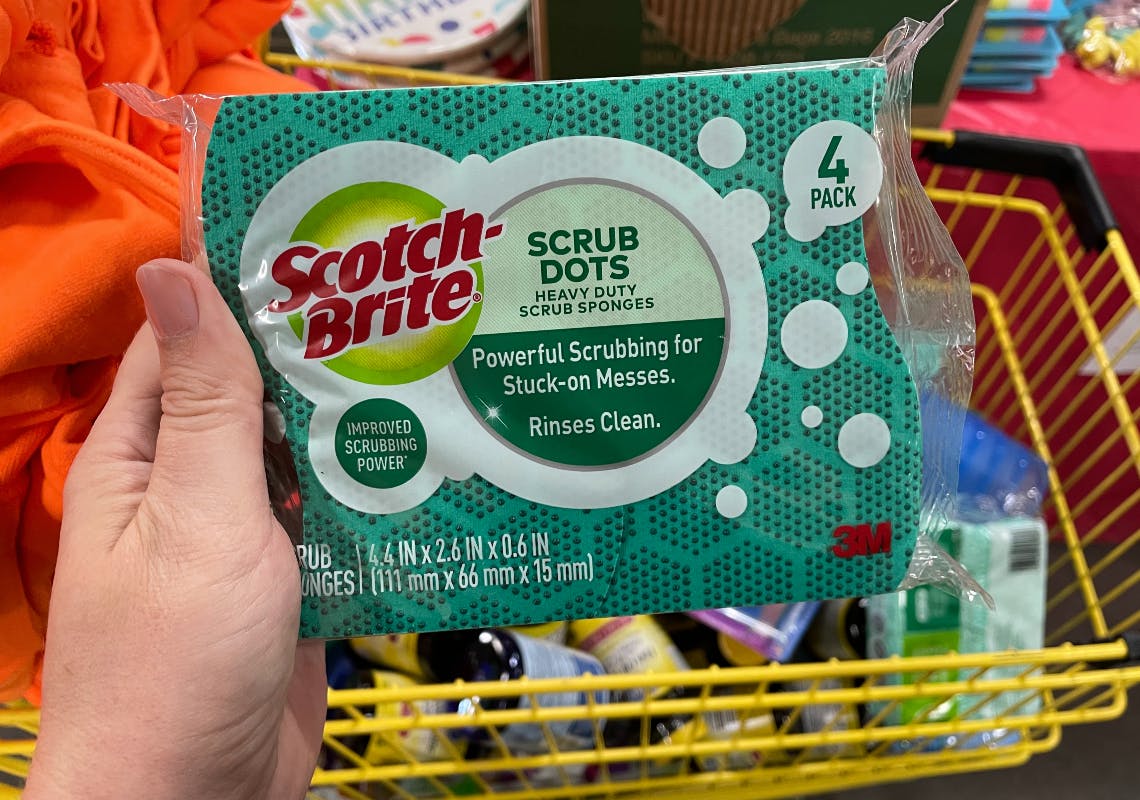 BIRTH
4
PACK
Scotch-
Brite®
SCRUB
DOTS
HEAVY DUTY
SCRUB SPONGES
Powerful Scrubbing for
Stuck-on Messes.
Rinses Clean.
IMPROVED
SCRUBBING
POWER*
3M
RUB | 4.4 IN x 2.6 IN x 0.6 IN
ONGES | (111 mm x 66 mm x 15 mm)